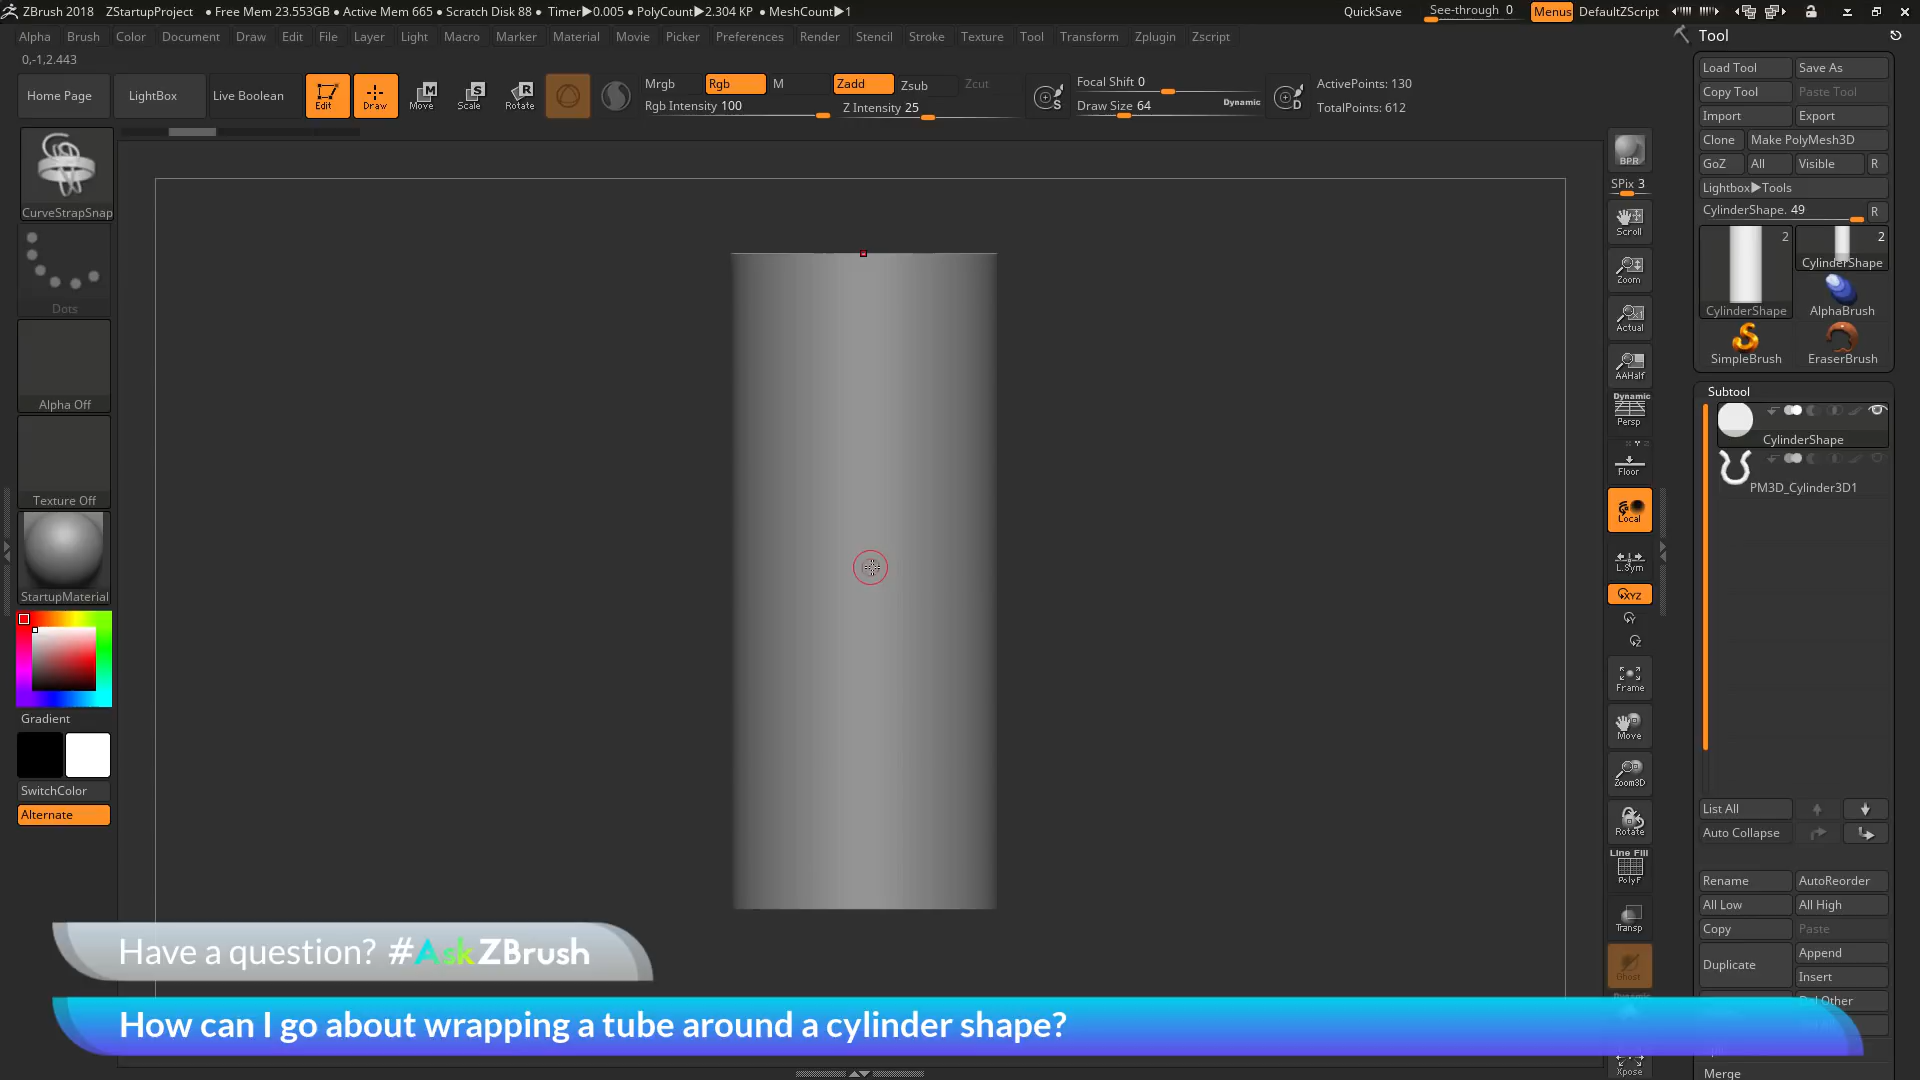 ZBrush 2018 ZStartupProject • Free Mem 23.553GB • Active Mem 665 • Scratch Disk 88 • Timer▶0.005 • PolyCount▶2.304 KP • MeshCount▶1 QuickSave See-through 0 Menus DefaultZScript
Alpha Brush Color Document Draw Edit File Layer Light Macro Marker Material Movie Picker Preferences Render Stencil Stroke Texture Tool Transform Zplugin Zscript
0,-1,2.443
Home Page LightBox Live Boolean Edit Draw Move Scale Rotate
Mrgb Rgb M Zadd Zsub Zcut
Rgb Intensity 100 Z Intensity 25
Focal Shift 0
Draw Size 64 Dynamic
S D
ActivePoints: 130
TotalPoints: 612
CurveStrapSnap
Dots
Alpha Off
Texture Off
StartupMaterial
Gradient
SwitchColor
Alternate
BPR
SPix 3
Scroll
Zoom
Actual
AAHalf
Dynamic
Persp
Floor
Local
L.Sym
XYZ
Y
Z
Frame
Move
Zoom3D
Rotate
Line Fill
PolyF
Transp
Ghost
Xpose
Tool
Load Tool Save As
Copy Tool Paste Tool
Import Export
Clone Make PolyMesh3D
GoZ All Visible R
Lightbox▶Tools
CylinderShape. 49 R
2 2
CylinderShape CylinderShape
AlphaBrush
SimpleBrush EraserBrush
Subtool
CylinderShape
PM3D_Cylinder3D1
List All
Auto Collapse
Rename AutoReorder
All Low All High
Copy Paste
Duplicate Append
Insert
Del Other
Merge
Have a question? #AskZBrush
How can I go about wrapping a tube around a cylinder shape?